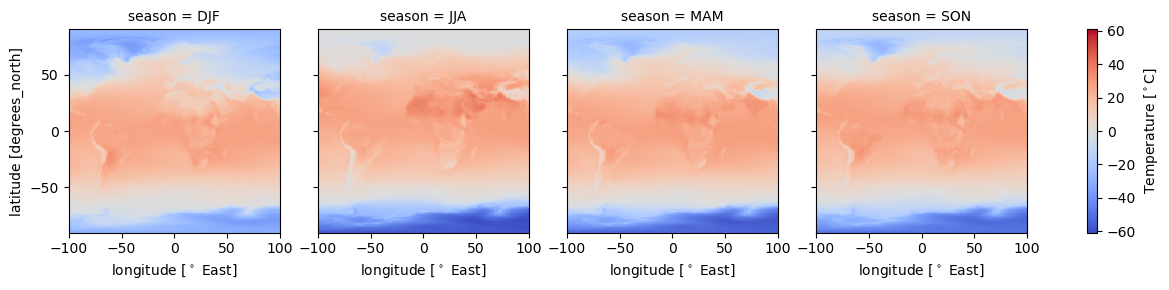 season = DJF
season = JJA
season = MAM
season = SON
latitude [degrees_north]
50
0
−50
−100 −50 0 50 100
−100 −50 0 50 100
−100 −50 0 50 100
−100 −50 0 50 100
longitude [° East]
longitude [° East]
longitude [° East]
longitude [° East]
60
40
20
0
−20
−40
−60
Temperature [°C]